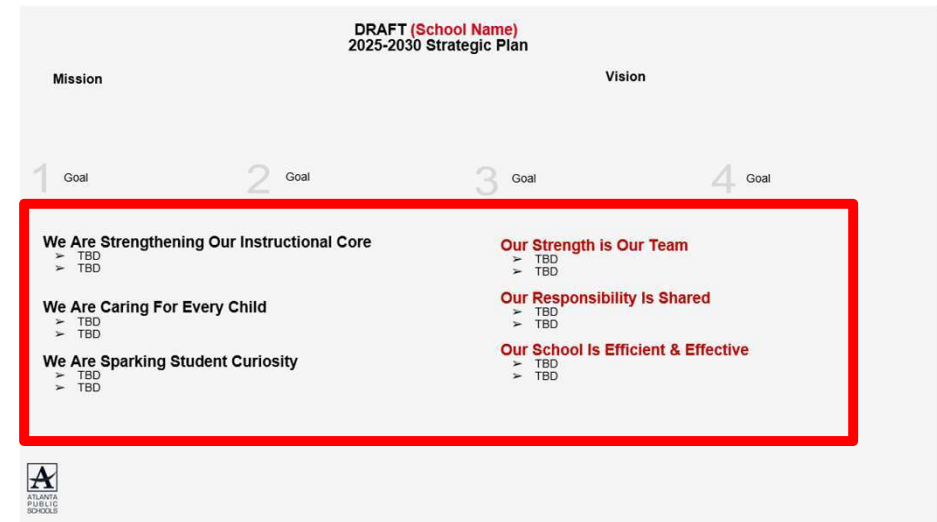 DRAFT (School Name)
2025-2030 Strategic Plan
Mission
Vision
1 Goal
2 Goal
3 Goal
4 Goal
We Are Strengthening Our Instructional Core
➢ TBD
➢ TBD
We Are Caring For Every Child
➢ TBD
➢ TBD
We Are Sparking Student Curiosity
➢ TBD
➢ TBD
Our Strength is Our Team
➢ TBD
➢ TBD
Our Responsibility Is Shared
➢ TBD
➢ TBD
Our School Is Efficient & Effective
➢ TBD
➢ TBD
A
ATLANTA
PUBLIC
SCHOOLS